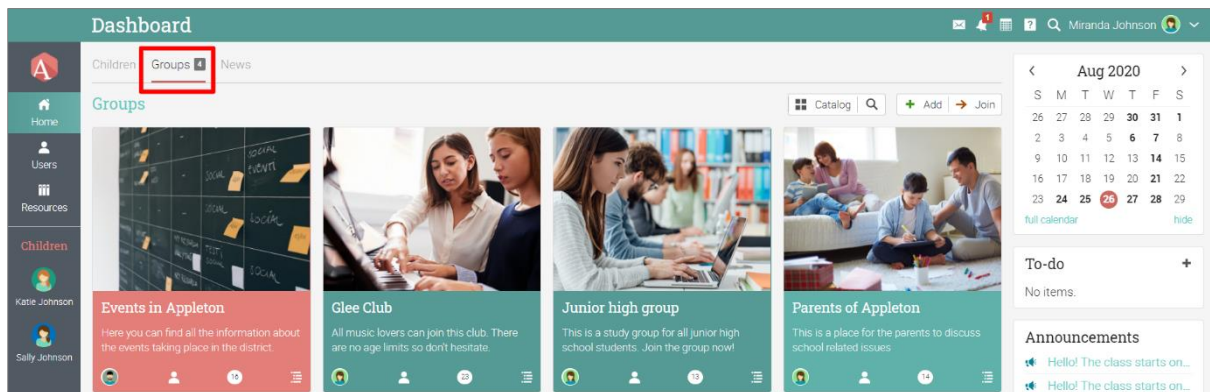 Dashboard
1
?
Miranda Johnson
A
Home
Users
Resources
Children
Katie Johnson
Sally Johnson
Children Groups 4 News
Groups
Catalog
+ Add → Join
SOCIAL
SOCIAL EVENTS
SOCIAL
SOCIAL
SOCIAL
Events in Appleton
Here you can find all the information about
the events taking place in the district.
16
Glee Club
All music lovers can join this club. There
are no age limits so don't hesitate.
23
Junior high group
This is a study group for all junior high
school students. Join the group now!
13
Parents of Appleton
This is a place for the parents to discuss
school related issues
14
< Aug 2020 >
S M T W T F S
26 27 28 29 30 31 1
2 3 4 5 6 7 8
9 10 11 12 13 14 15
16 17 18 19 20 21 22
23 24 25 26 27 28 29
full calendar hide
To-do +
No items.
Announcements
Hello! The class starts on...
Hello! The class starts on...